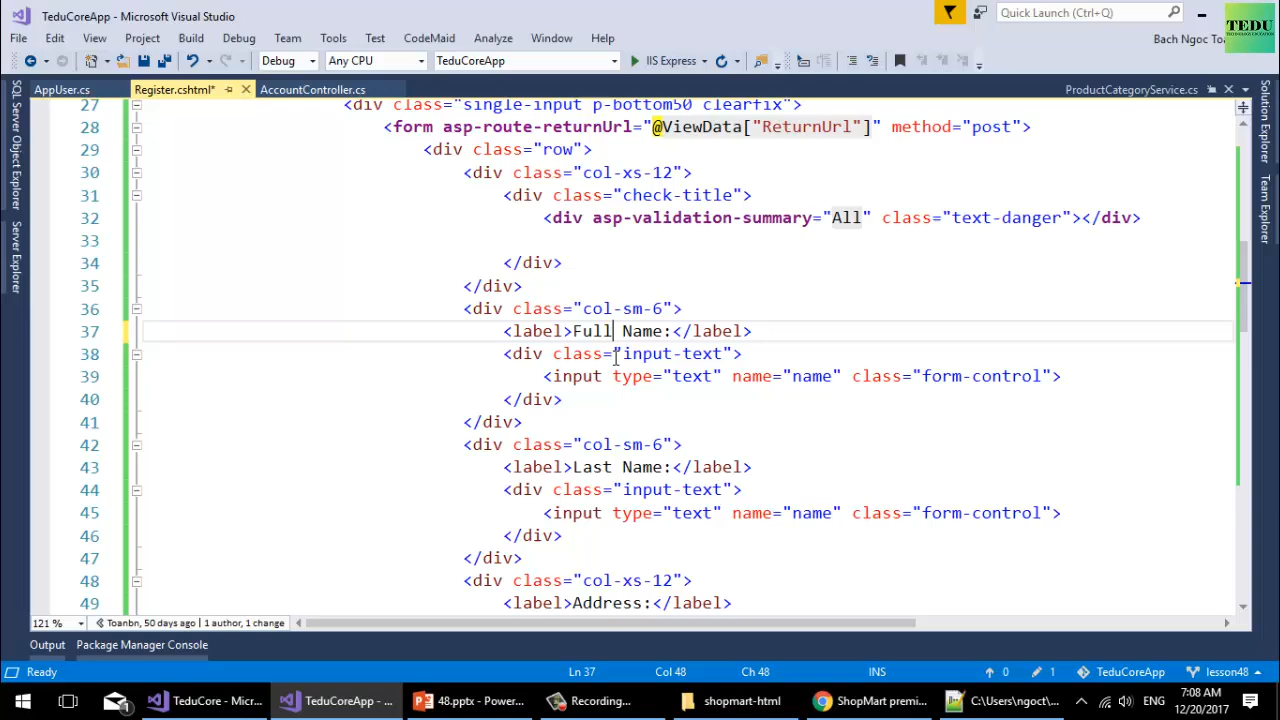 TeduCoreApp - Microsoft Visual Studio
Quick Launch (Ctrl+Q)
TEDU
File Edit View Project Build Debug Team Tools Test CodeMaid Analyze Window Help
Bach Ngoc Toa
Debug Any CPU TeduCoreApp IIS Express
AppUser.cs Register.cshtml* AccountController.cs ProductCategoryService.cs
SQL Server Object Explorer
Server Explorer
Solution Explorer
Team Explorer
27 <div class="single-input p-bottom50 clearfix">
28 <form asp-route-returnUrl="@ViewData["ReturnUrl"]" method="post">
29 <div class="row">
30 <div class="col-xs-12">
31 <div class="check-title">
32 <div asp-validation-summary="All" class="text-danger"></div>
33
34 </div>
35 </div>
36 <div class="col-sm-6">
37 <label>Full Name:</label>
38 <div class="input-text">
39 <input type="text" name="name" class="form-control">
40 </div>
41 </div>
42 <div class="col-sm-6">
43 <label>Last Name:</label>
44 <div class="input-text">
45 <input type="text" name="name" class="form-control">
46 </div>
47 </div>
48 <div class="col-xs-12">
49 <label>Address:</label>
121 % Toanbn, 50 days ago | 1 author, 1 change
Output Package Manager Console
Ready Ln 37 Col 48 Ch 48 INS 0 1 TeduCoreApp lesson48
TeduCore - Micr... TeduCoreApp - ... 48.pptx - Power... Recording... shopmart-html ShopMart premi... C:\Users\ngoct... ENG 7:08 AM
12/20/2017